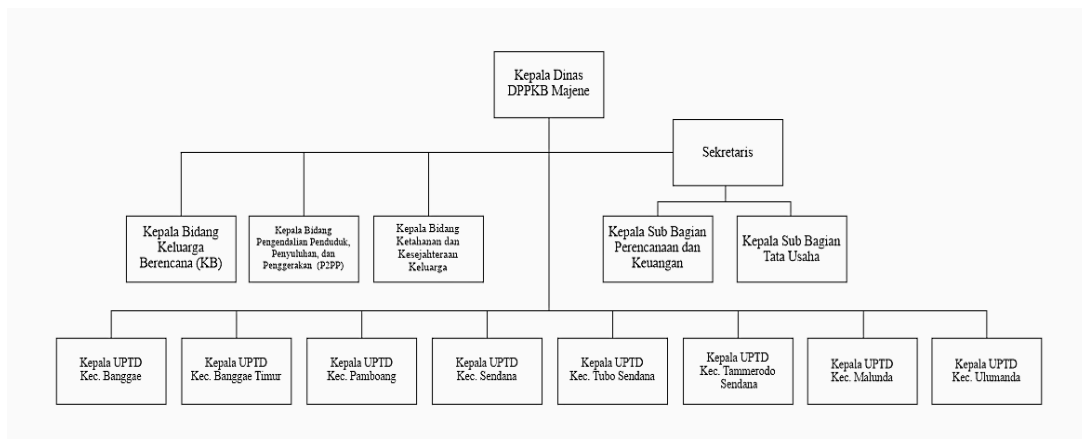 Kepala Dinas
DPPKB Majene
Sekretaris
Kepala Bidang
Keluarga
Berencana (KB)
Kepala Bidang
Pengendalian Penduduk,
Penyuluhan, dan
Penggerakan (P2PP)
Kepala Bidang
Ketahanan dan
Kesejahteraan
Keluarga
Kepala Sub Bagian
Perencanaan dan
Keuangan
Kepala Sub Bagian
Tata Usaha
Kepala UPTD
Kec. Banggae
Kepala UPTD
Kec. Banggae Timur
Kepala UPTD
Kec. Pamboang
Kepala UPTD
Kec. Sendana
Kepala UPTD
Kec. Tubo Sendana
Kepala UPTD
Kec. Tammerodo
Sendana
Kepala UPTD
Kec. Malunda
Kepala UPTD
Kec. Ulumanda